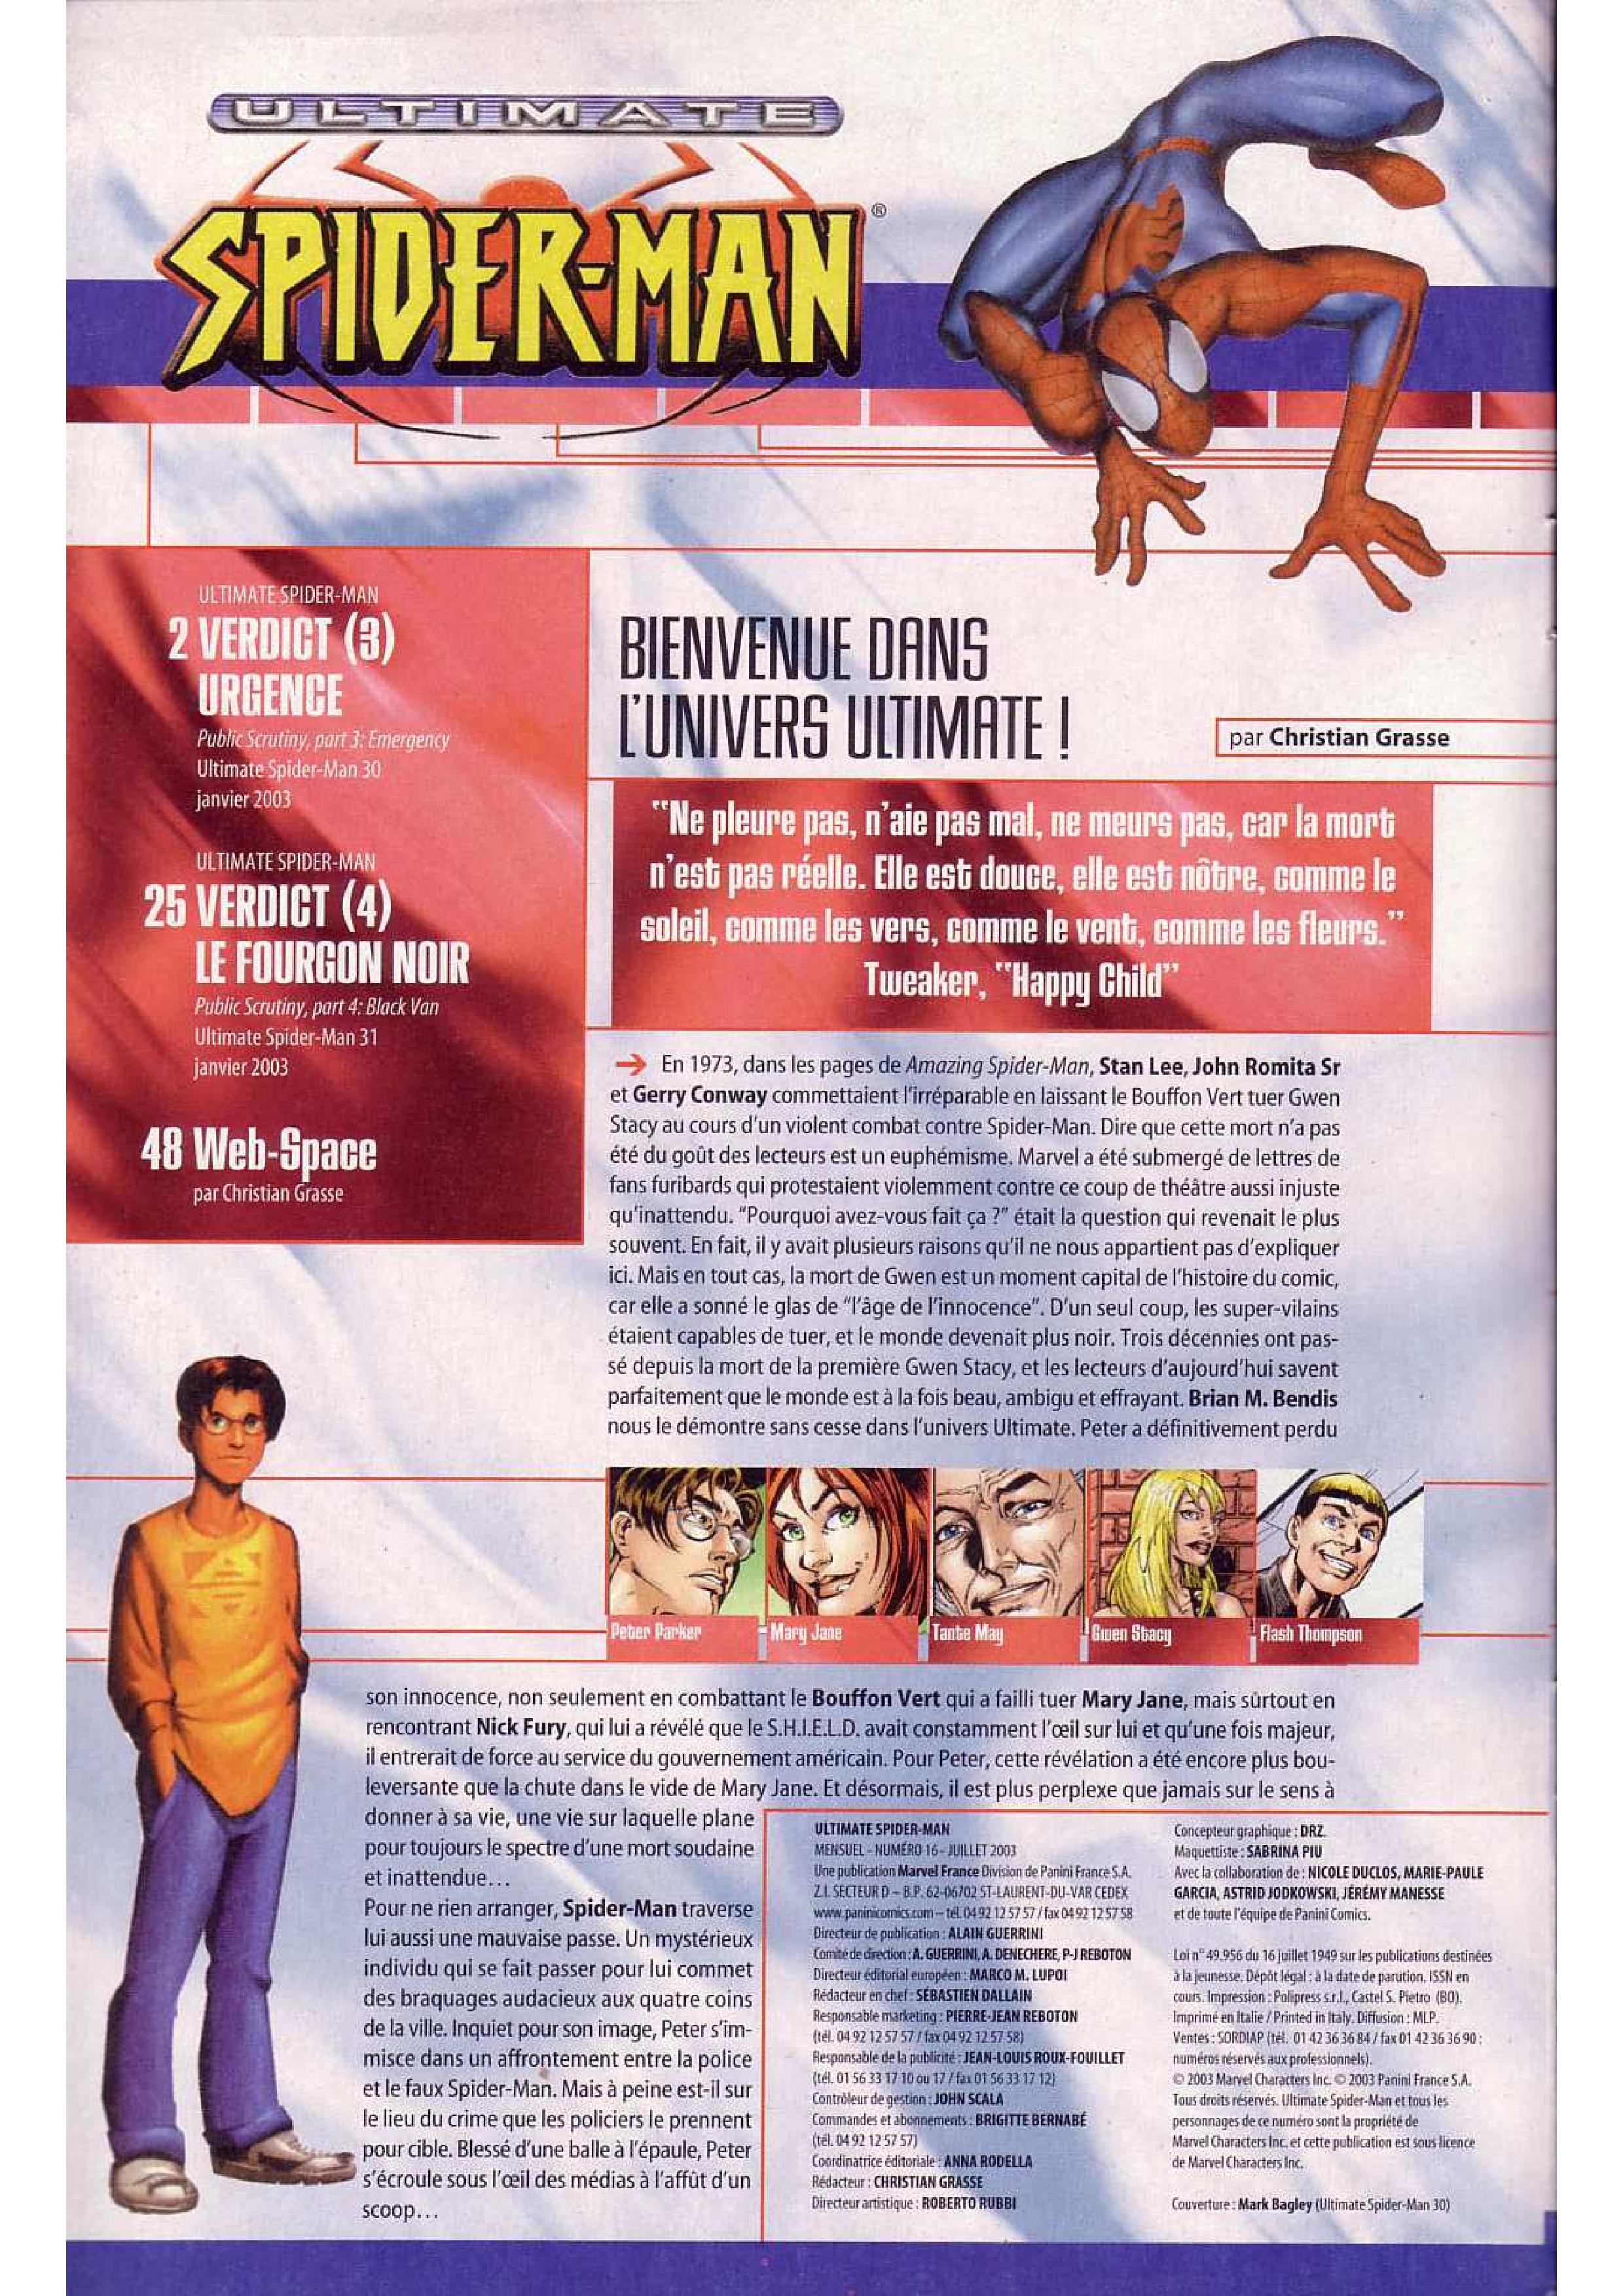 ULTIMATE
SPIDER-MAN®
ULTIMATE SPIDER-MAN
2 VERDICT (3)
URGENCE
Public Scrutiny, part 3: Emergency
Ultimate Spider-Man 30
janvier 2003
ULTIMATE SPIDER-MAN
25 VERDICT (4)
LE FOURGON NOIR
Public Scrutiny, part 4: Black Van
Ultimate Spider-Man 31
janvier 2003
48 Web-Space
par Christian Grasse
BIENVENUE DANS
L'UNIVERS ULTIMATE !
par Christian Grasse
"Ne pleure pas, n'aie pas mal, ne meurs pas, car la mort
n'est pas réelle. Elle est douce, elle est nôtre, comme le
soleil, comme les vers, comme le vent, comme les fleurs."
Tweaker, "Happy Child"
→ En 1973, dans les pages de Amazing Spider-Man, Stan Lee, John Romita Sr
et Gerry Conway commettaient l'irréparable en laissant le Bouffon Vert tuer Gwen
Stacy au cours d'un violent combat contre Spider-Man. Dire que cette mort n'a pas
été du goût des lecteurs est un euphémisme. Marvel a été submergé de lettres de
fans furibards qui protestaient violemment contre ce coup de théâtre aussi injuste
qu'inattendu. "Pourquoi avez-vous fait ça ?" était la question qui revenait le plus
souvent. En fait, il y avait plusieurs raisons qu'il ne nous appartient pas d'expliquer
ici. Mais en tout cas, la mort de Gwen est un moment capital de l'histoire du comic,
car elle a sonné le glas de "l'âge de l'innocence". D'un seul coup, les super-vilains
étaient capables de tuer, et le monde devenait plus noir. Trois décennies ont pas-
sé depuis la mort de la première Gwen Stacy, et les lecteurs d'aujourd'hui savent
parfaitement que le monde est à la fois beau, ambigu et effrayant. Brian M. Bendis
nous le démontre sans cesse dans l'univers Ultimate. Peter a définitivement perdu
Peter Parker
Mary Jane
Tante May
Gwen Stacy
Flash Thompson
son innocence, non seulement en combattant le Bouffon Vert qui a failli tuer Mary Jane, mais sûrtout en
rencontrant Nick Fury, qui lui a révélé que le S.H.I.E.L.D. avait constamment l'œil sur lui et qu'une fois majeur,
il entrerait de force au service du gouvernement américain. Pour Peter, cette révélation a été encore plus bou-
leversante que la chute dans le vide de Mary Jane. Et désormais, il est plus perplexe que jamais sur le sens à
donner à sa vie, une vie sur laquelle plane
pour toujours le spectre d'une mort soudaine
et inattendue...
Pour ne rien arranger, Spider-Man traverse
lui aussi une mauvaise passe. Un mystérieux
individu qui se fait passer pour lui commet
des braquages audacieux aux quatre coins
de la ville. Inquiet pour son image, Peter s'im-
misce dans un affrontement entre la police
et le faux Spider-Man. Mais à peine est-il sur
le lieu du crime que les policiers le prennent
pour cible. Blessé d'une balle à l'épaule, Peter
s'écroule sous l'œil des médias à l'affût d'un
scoop...
ULTIMATE SPIDER-MAN
MENSUEL - NUMÉRO 16 - JUILLET 2003
Une publication Marvel France Division de Panini France S.A.
Z.I. SECTEUR D – B.P. 62-06702 ST-LAURENT-DU-VAR CEDEX
www.paninicomics.com – tél. 04 92 12 57 57 / fax 04 92 12 57 58
Directeur de publication : ALAIN GUERRINI
Comité de direction : A. GUERRINI, A. DENECHERE, P-J REBOTON
Directeur éditorial européen : MARCO M. LUPOI
Rédacteur en chef : SÉBASTIEN DALLAIN
Responsable marketing : PIERRE-JEAN REBOTON
(tél. 04 92 12 57 57 / fax 04 92 12 57 58)
Responsable de la publicité : JEAN-LOUIS ROUX-FOUILLET
(tél. 01 56 33 17 10 ou 17 / fax 01 56 33 17 12)
Contrôleur de gestion : JOHN SCALA
Commandes et abonnements : BRIGITTE BERNABÉ
(tél. 04 92 12 57 57)
Coordinatrice éditoriale : ANNA RODELLA
Rédacteur : CHRISTIAN GRASSE
Directeur artistique : ROBERTO RUBBI
Concepteur graphique : DRZ.
Maquettiste : SABRINA PIU
Avec la collaboration de : NICOLE DUCLOS, MARIE-PAULE
GARCIA, ASTRID JODKOWSKI, JÉRÉMY MANESSE
et de toute l'équipe de Panini Comics.
Loi n° 49.956 du 16 juillet 1949 sur les publications destinées
à la jeunesse. Dépôt légal : à la date de parution. ISSN en
cours. Impression : Polipress s.r.l., Castel S. Pietro (BO).
Imprimé en Italie / Printed in Italy. Diffusion : MLP.
Ventes : SORDIAP (tél. 01 42 36 36 84 / fax 01 42 36 36 90 :
numéros réservés aux professionnels).
© 2003 Marvel Characters Inc. © 2003 Panini France S.A.
Tous droits réservés. Ultimate Spider-Man et tous les
personnages de ce numéro sont la propriété de
Marvel Characters Inc. et cette publication est sous licence
de Marvel Characters Inc.
Couverture : Mark Bagley (Ultimate Spider-Man 30)